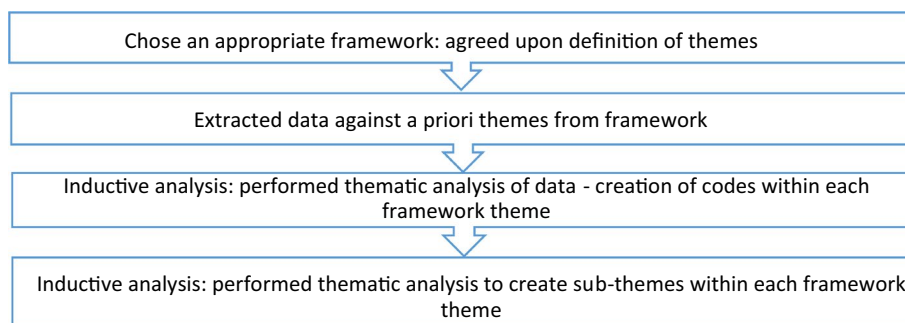 Chose an appropriate framework: agreed upon definition of themes
Extracted data against a priori themes from framework
Inductive analysis: performed thematic analysis of data - creation of codes within each
framework theme
Inductive analysis: performed thematic analysis to create sub-themes within each framework
theme